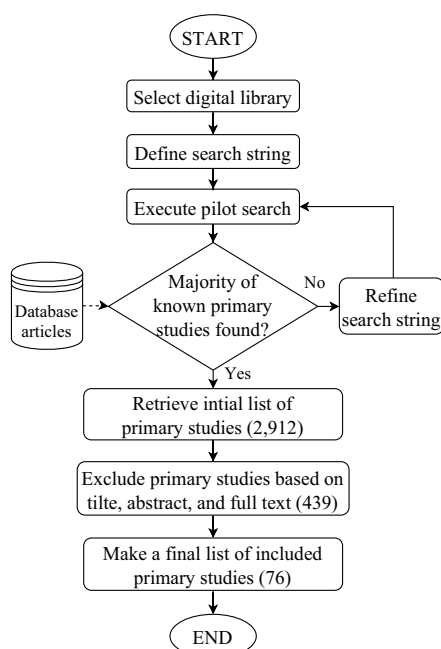 START
Select digital library
Define search string
Execute pilot search
Majority of
known primary
studies found?
No
Refine
search string
Database
articles
Yes
Retrieve intial list of
primary studies (2,912)
Exclude primary studies based on
tilte, abstract, and full text (439)
Make a final list of included
primary studies (76)
END